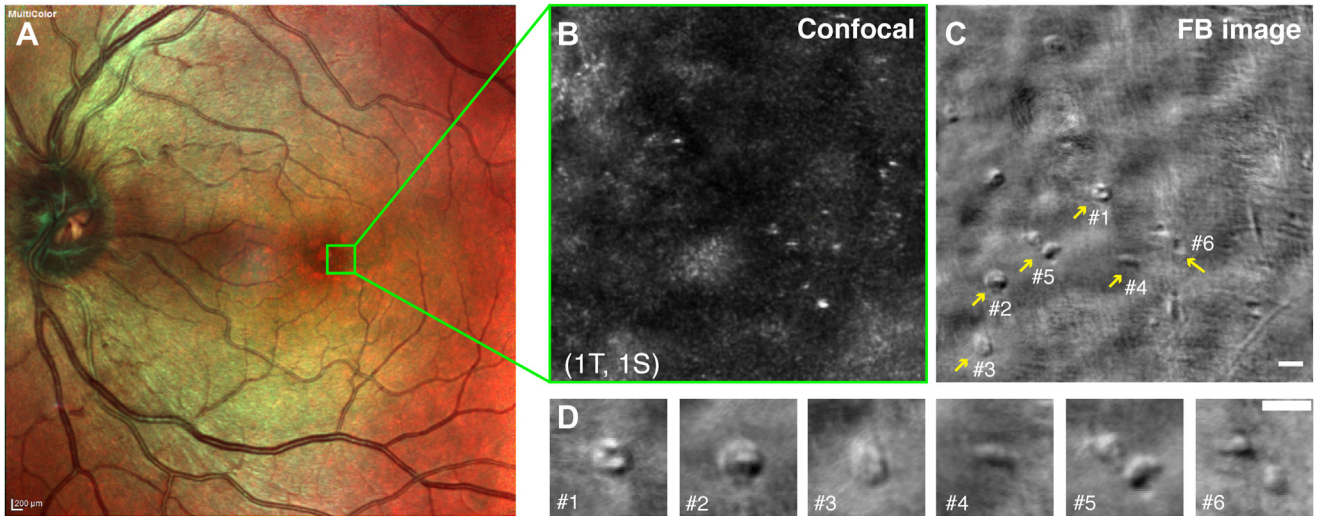 MultiColor
A
200 µm
B
Confocal
(1T, 1S)
C
FB image
#1
#6
#5
#4
#2
#3
D
#1
#2
#3
#4
#5
#6